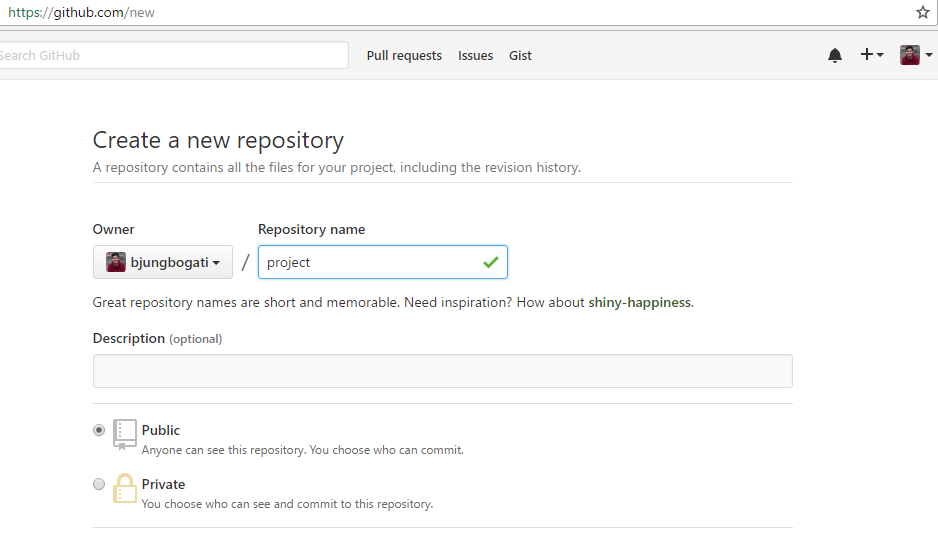 https://github.com/new
Search GitHub
Pull requests Issues Gist
Create a new repository
A repository contains all the files for your project, including the revision history.
Owner Repository name
bjungbogati / project
Great repository names are short and memorable. Need inspiration? How about shiny-happiness.
Description (optional)
Public
Anyone can see this repository. You choose who can commit.
Private
You choose who can see and commit to this repository.